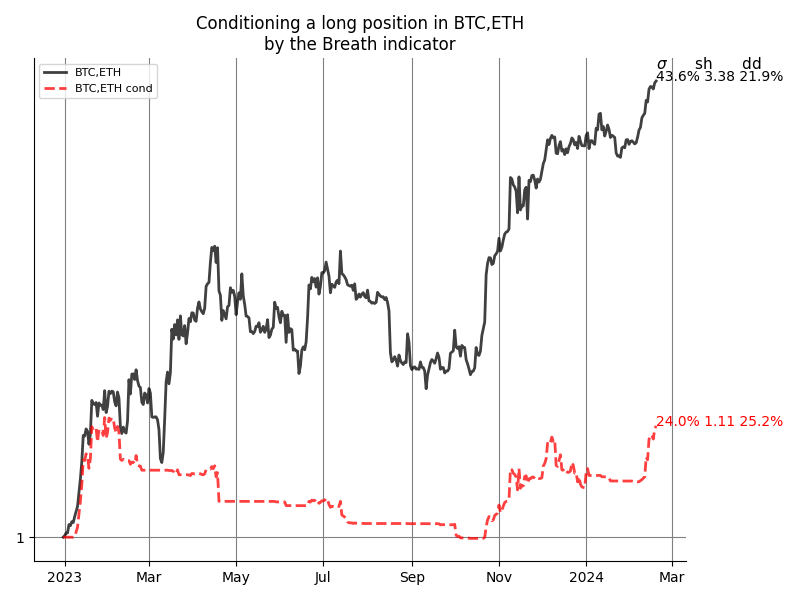 Conditioning a long position in BTC,ETH
by the Breath indicator
BTC,ETH
BTC,ETH cond
σ sh dd
43.6% 3.38 21.9%
24.0% 1.11 25.2%
1
2023 Mar May Jul Sep Nov 2024 Mar